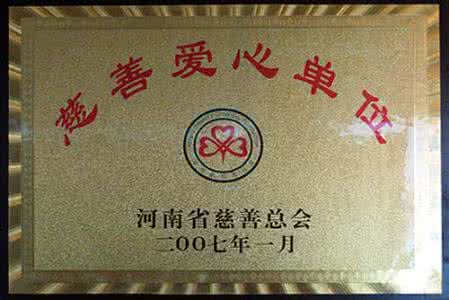 慈善爱心单位
河南省慈善总会
二〇〇七年一月